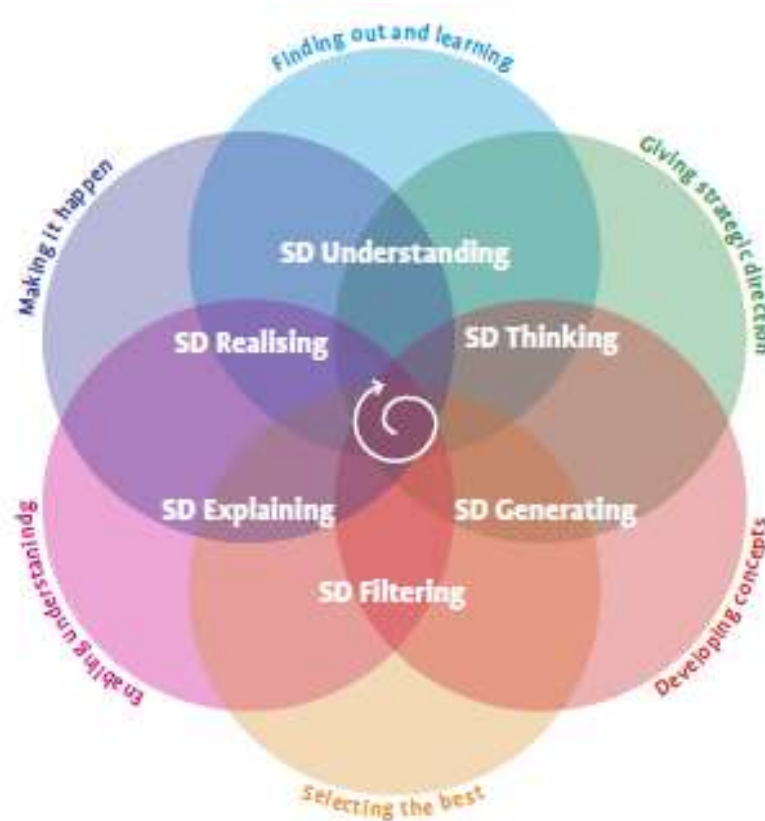 Finding out and learning
Giving strategic direction
Making it happen
SD Understanding
SD Realising
SD Thinking
SD Explaining
SD Generating
SD Filtering
Enabling understanding
Developing concepts
Selecting the best